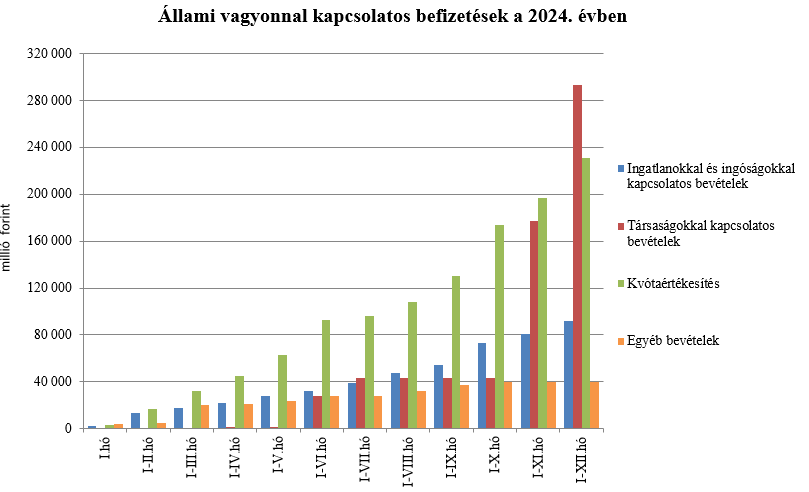 Állami vagyonnal kapcsolatos befizetések a 2024. évben
320 000
280 000
240 000
200 000
160 000
120 000
80 000
40 000
0
millió forint
I.hó
I-II.hó
I-III.hó
I-IV.hó
I-V.hó
I-VI.hó
I-VII.hó
I-VIII.hó
I-IX.hó
I-X.hó
I-XI.hó
I-XII.hó
Ingatlanokkal és ingóságokkal
kapcsolatos bevételek
Társaságokkal kapcsolatos
bevételek
Kvótaértékesítés
Egyéb bevételek